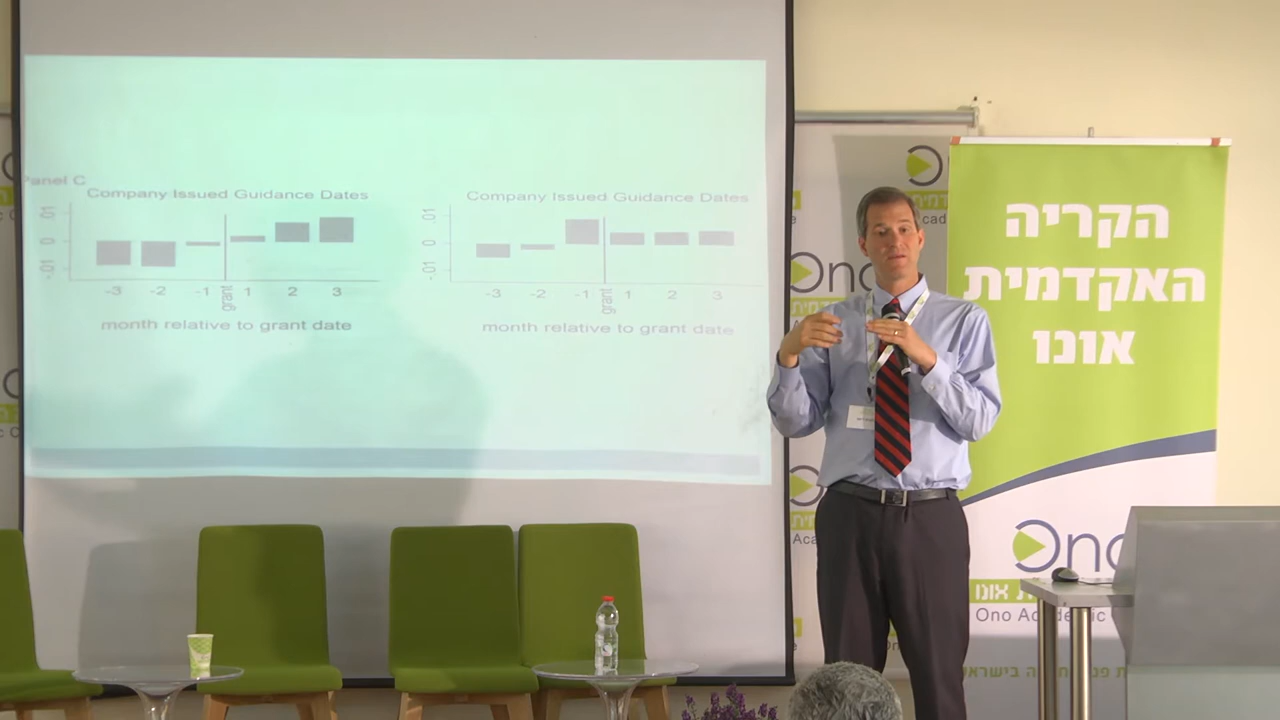 Panel C
Company Issued Guidance Dates
.01
0
-.01
-3 -2 -1 grant 1 2 3
month relative to grant date
Company Issued Guidance Dates
.01
0
-.01
-3 -2 -1 grant 1 2 3
month relative to grant date
הקריה
האקדמית
אונו
Ono
Ono
Ono
Ono Academic